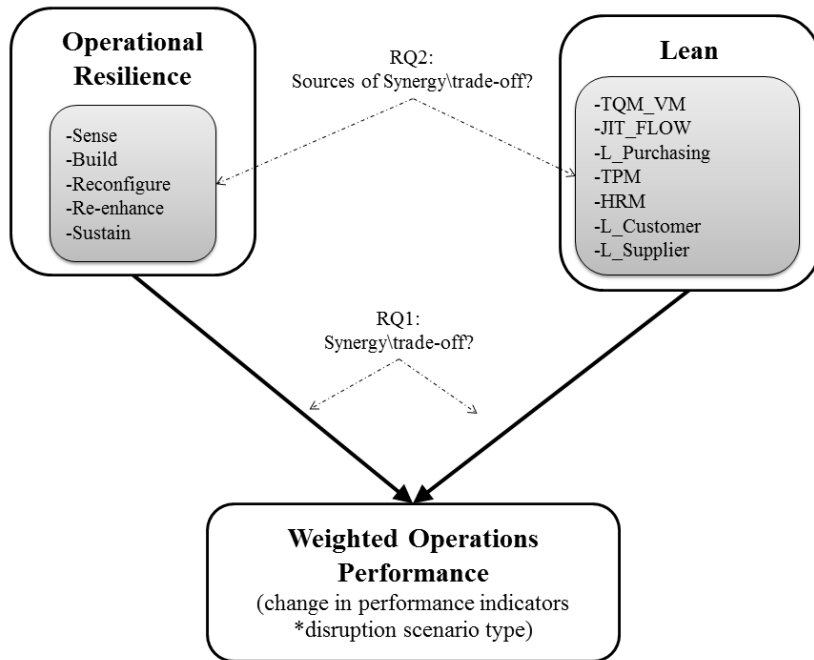 Operational
Resilience
-Sense
-Build
-Reconfigure
-Re-enhance
-Sustain
RQ2:
Sources of Synergy\trade-off?
Lean
-TQM_VM
-JIT_FLOW
-L_Purchasing
-TPM
-HRM
-L_Customer
-L_Supplier
RQ1:
Synergy\trade-off?
Weighted Operations
Performance
(change in performance indicators
*disruption scenario type)